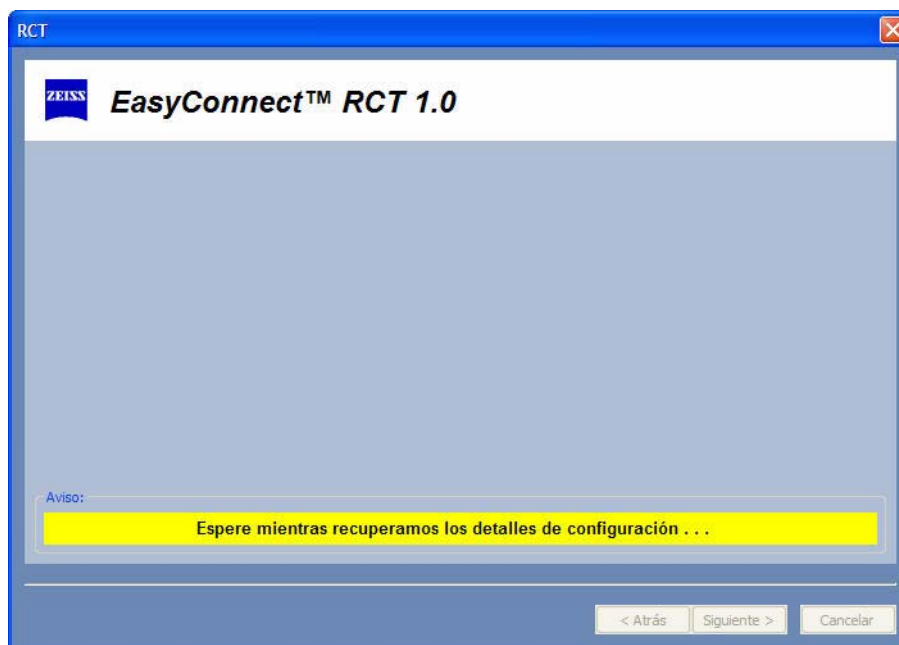 RCT
ZEISS
EasyConnect™ RCT 1.0
Aviso:
Espere mientras recuperamos los detalles de configuración . . .
< Atrás
Siguiente >
Cancelar